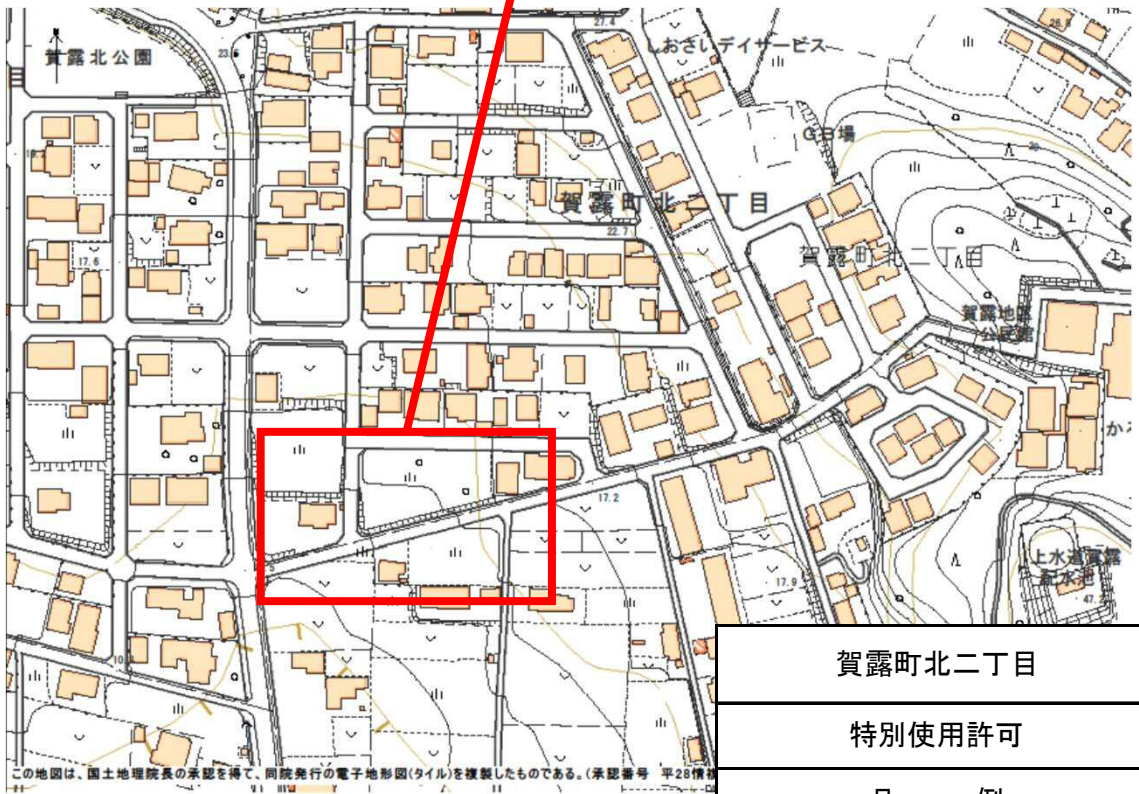 27.4
26.8
賀露北公園
23.6
しおさいデイサービス
GB場
賀露町北二丁目
22.7
17.6
賀露町北二丁目
賀露地区
公民館
17.2
上水道賀露
配水池
17.9
この地図は、国土地理院長の承認を得て、同院発行の電子地形図(タイル)を複製したものである。(承認番号 平28情複
賀露町北二丁目
特別使用許可